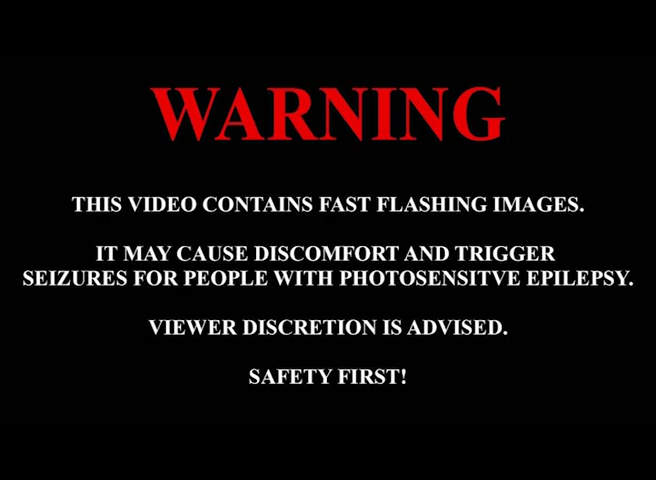 WARNING
THIS VIDEO CONTAINS FAST FLASHING IMAGES.
IT MAY CAUSE DISCOMFORT AND TRIGGER
SEIZURES FOR PEOPLE WITH PHOTOSENSITVE EPILEPSY.
VIEWER DISCRETION IS ADVISED.
SAFETY FIRST!